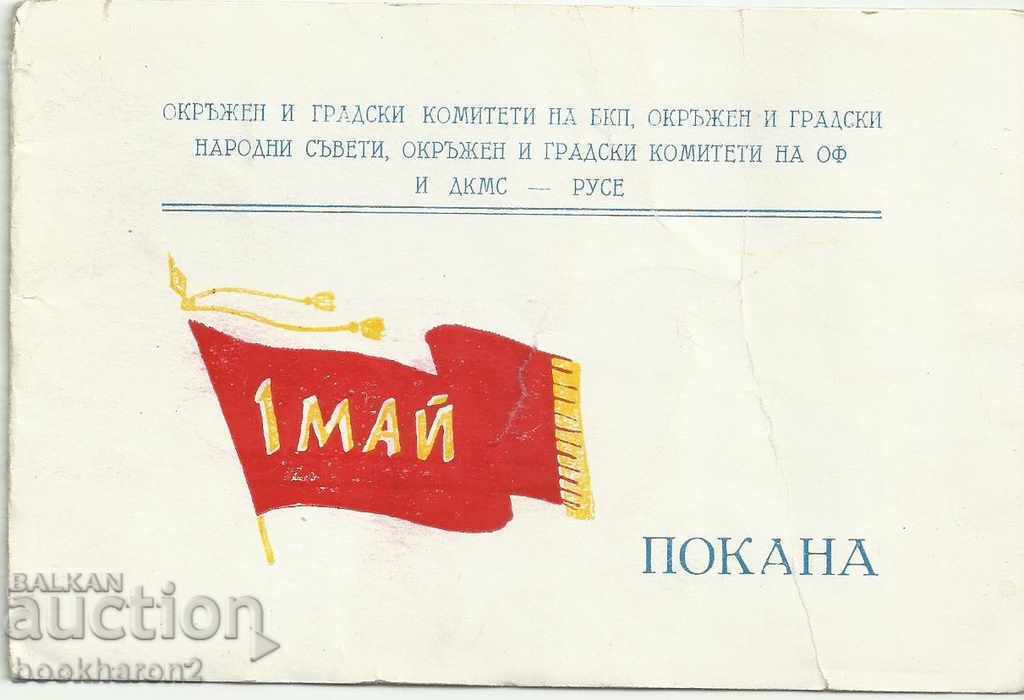 ОКРЪЖЕН И ГРАДСКИ КОМИТЕТИ НА БКП, ОКРЪЖЕН И ГРАДСКИ
НАРОДНИ СЪВЕТИ, ОКРЪЖЕН И ГРАДСКИ КОМИТЕТИ НА ОФ
И ДКМС — РУСЕ
1 МАЙ
ПОКАНА
BALKAN
auction
bookharon2